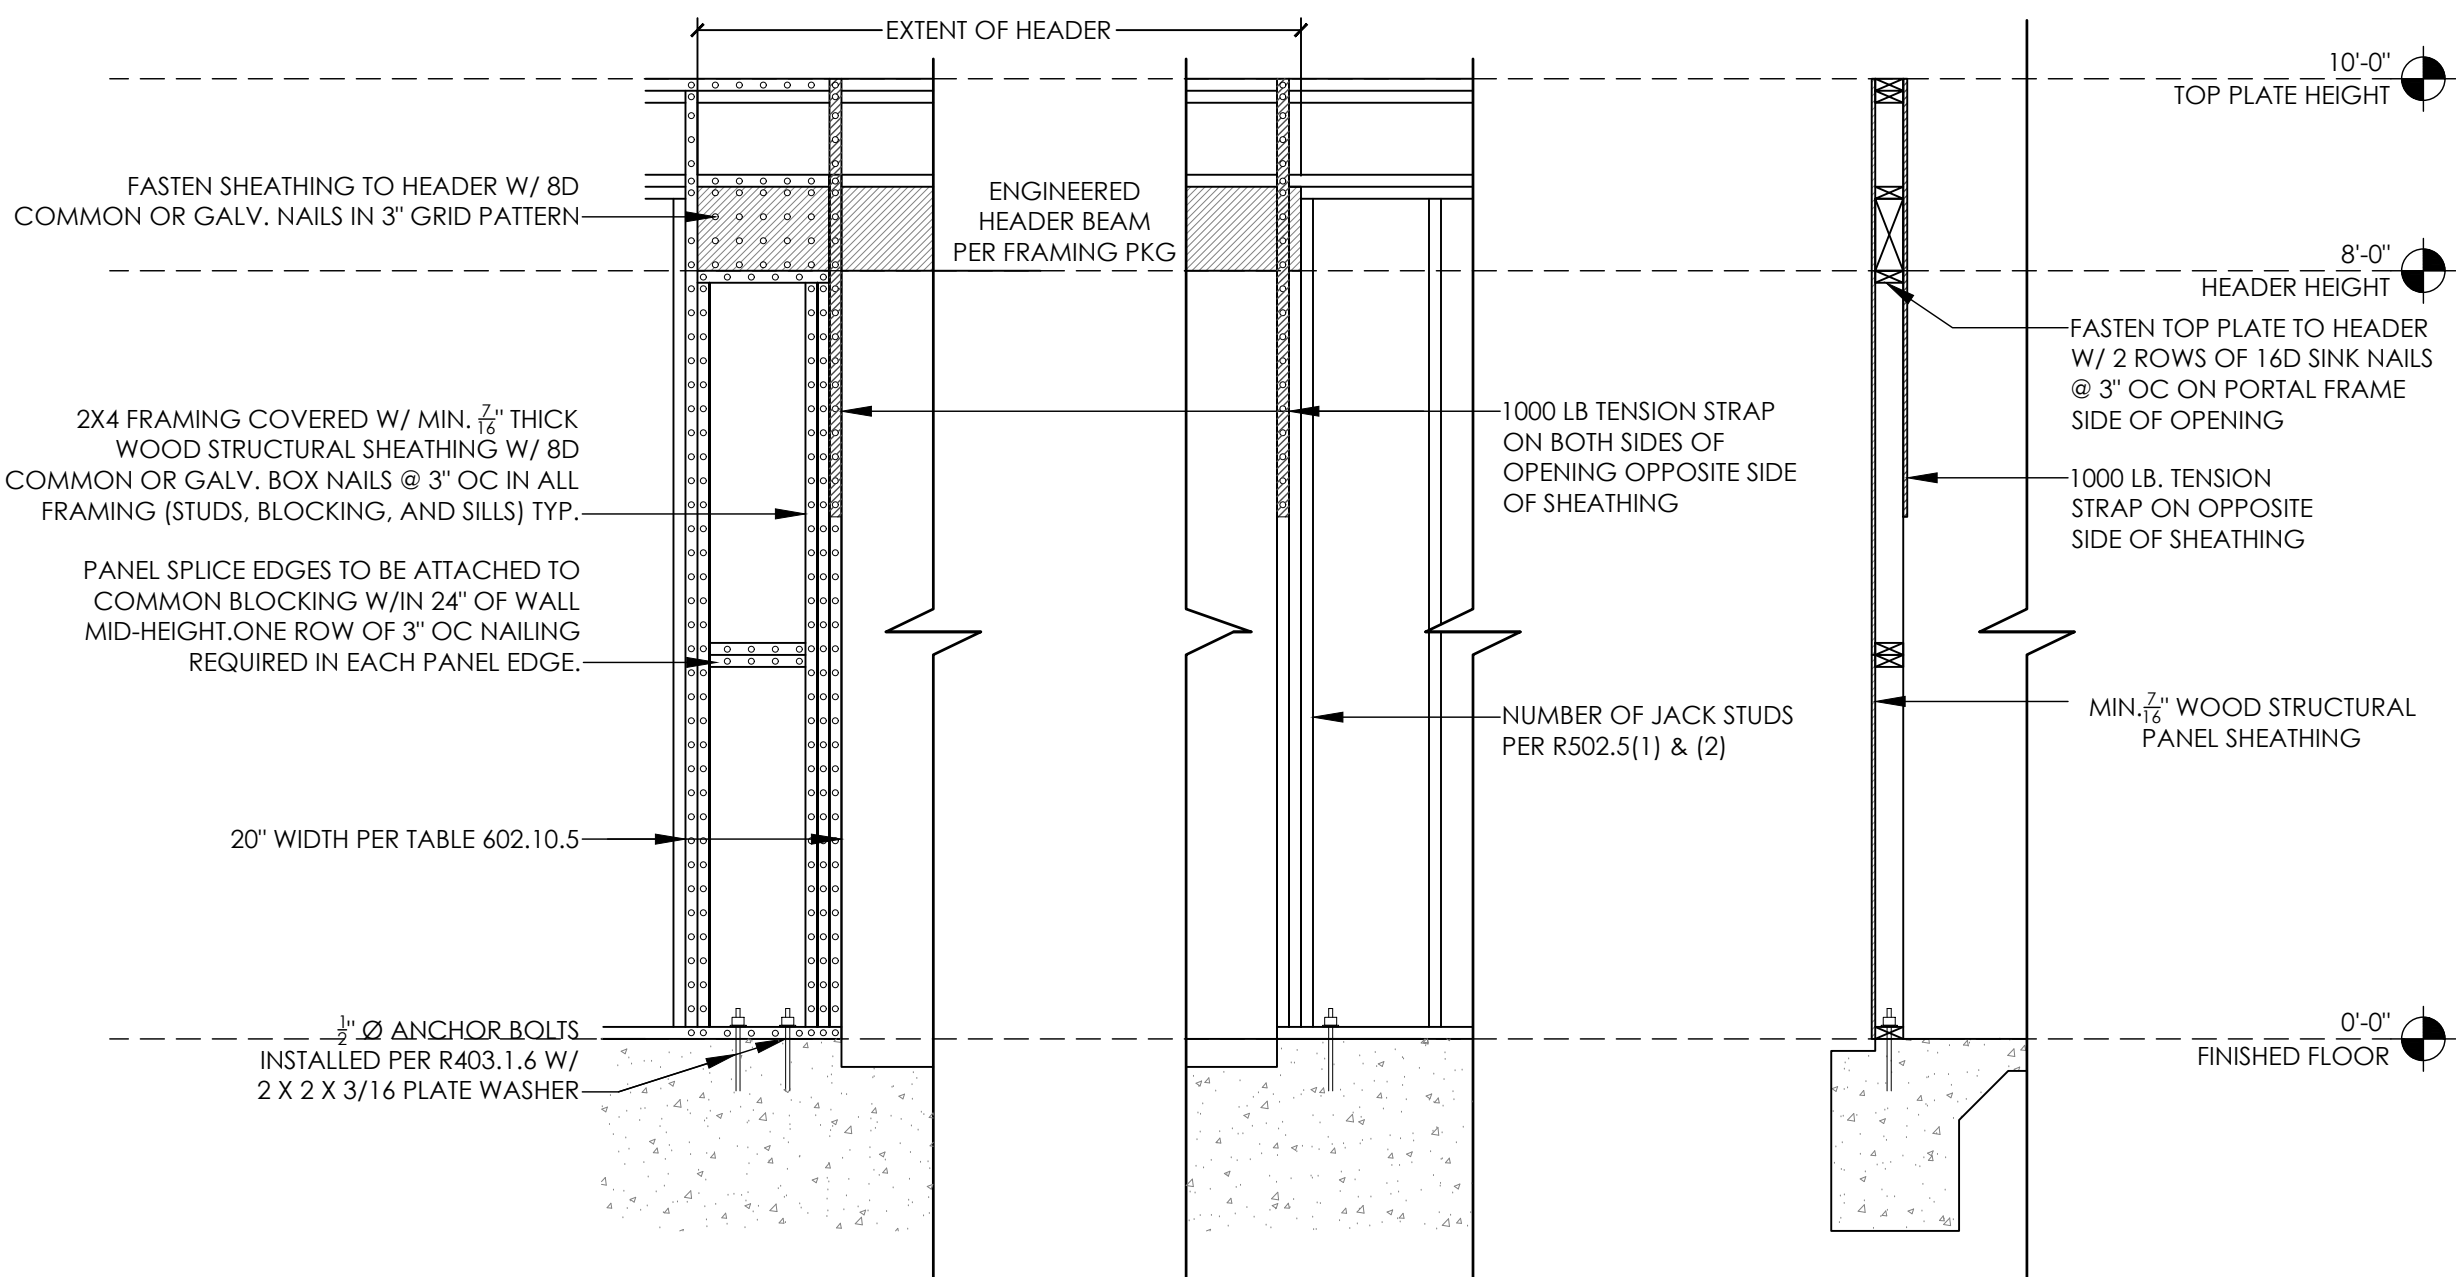 EXTENT OF HEADER
10'-0"
TOP PLATE HEIGHT
FASTEN SHEATHING TO HEADER W/ 8D
COMMON OR GALV. NAILS IN 3" GRID PATTERN
ENGINEERED
HEADER BEAM
PER FRAMING PKG
8'-0"
HEADER HEIGHT
FASTEN TOP PLATE TO HEADER
W/ 2 ROWS OF 16D SINK NAILS
@ 3" OC ON PORTAL FRAME
SIDE OF OPENING
2X4 FRAMING COVERED W/ MIN. 7/16" THICK
WOOD STRUCTURAL SHEATHING W/ 8D
COMMON OR GALV. BOX NAILS @ 3" OC IN ALL
FRAMING (STUDS, BLOCKING, AND SILLS) TYP.
1000 LB TENSION STRAP
ON BOTH SIDES OF
OPENING OPPOSITE SIDE
OF SHEATHING
1000 LB. TENSION
STRAP ON OPPOSITE
SIDE OF SHEATHING
PANEL SPLICE EDGES TO BE ATTACHED TO
COMMON BLOCKING W/IN 24" OF WALL
MID-HEIGHT.ONE ROW OF 3" OC NAILING
REQUIRED IN EACH PANEL EDGE.
NUMBER OF JACK STUDS
PER R502.5(1) & (2)
MIN.7/16" WOOD STRUCTURAL
PANEL SHEATHING
20" WIDTH PER TABLE 602.10.5
1/2" Ø ANCHOR BOLTS
INSTALLED PER R403.1.6 W/
2 X 2 X 3/16 PLATE WASHER
0'-0"
FINISHED FLOOR